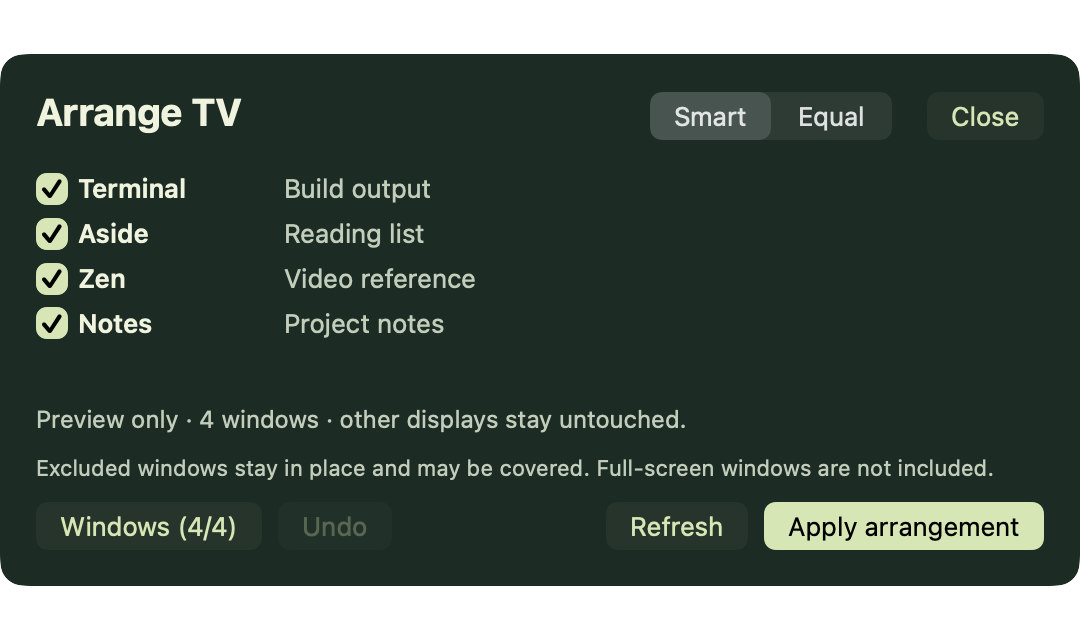 Arrange TV Smart Equal Close
Terminal Build output
Aside Reading list
Zen Video reference
Notes Project notes
Preview only · 4 windows · other displays stay untouched.
Excluded windows stay in place and may be covered. Full-screen windows are not included.
Windows (4/4) Undo Refresh Apply arrangement